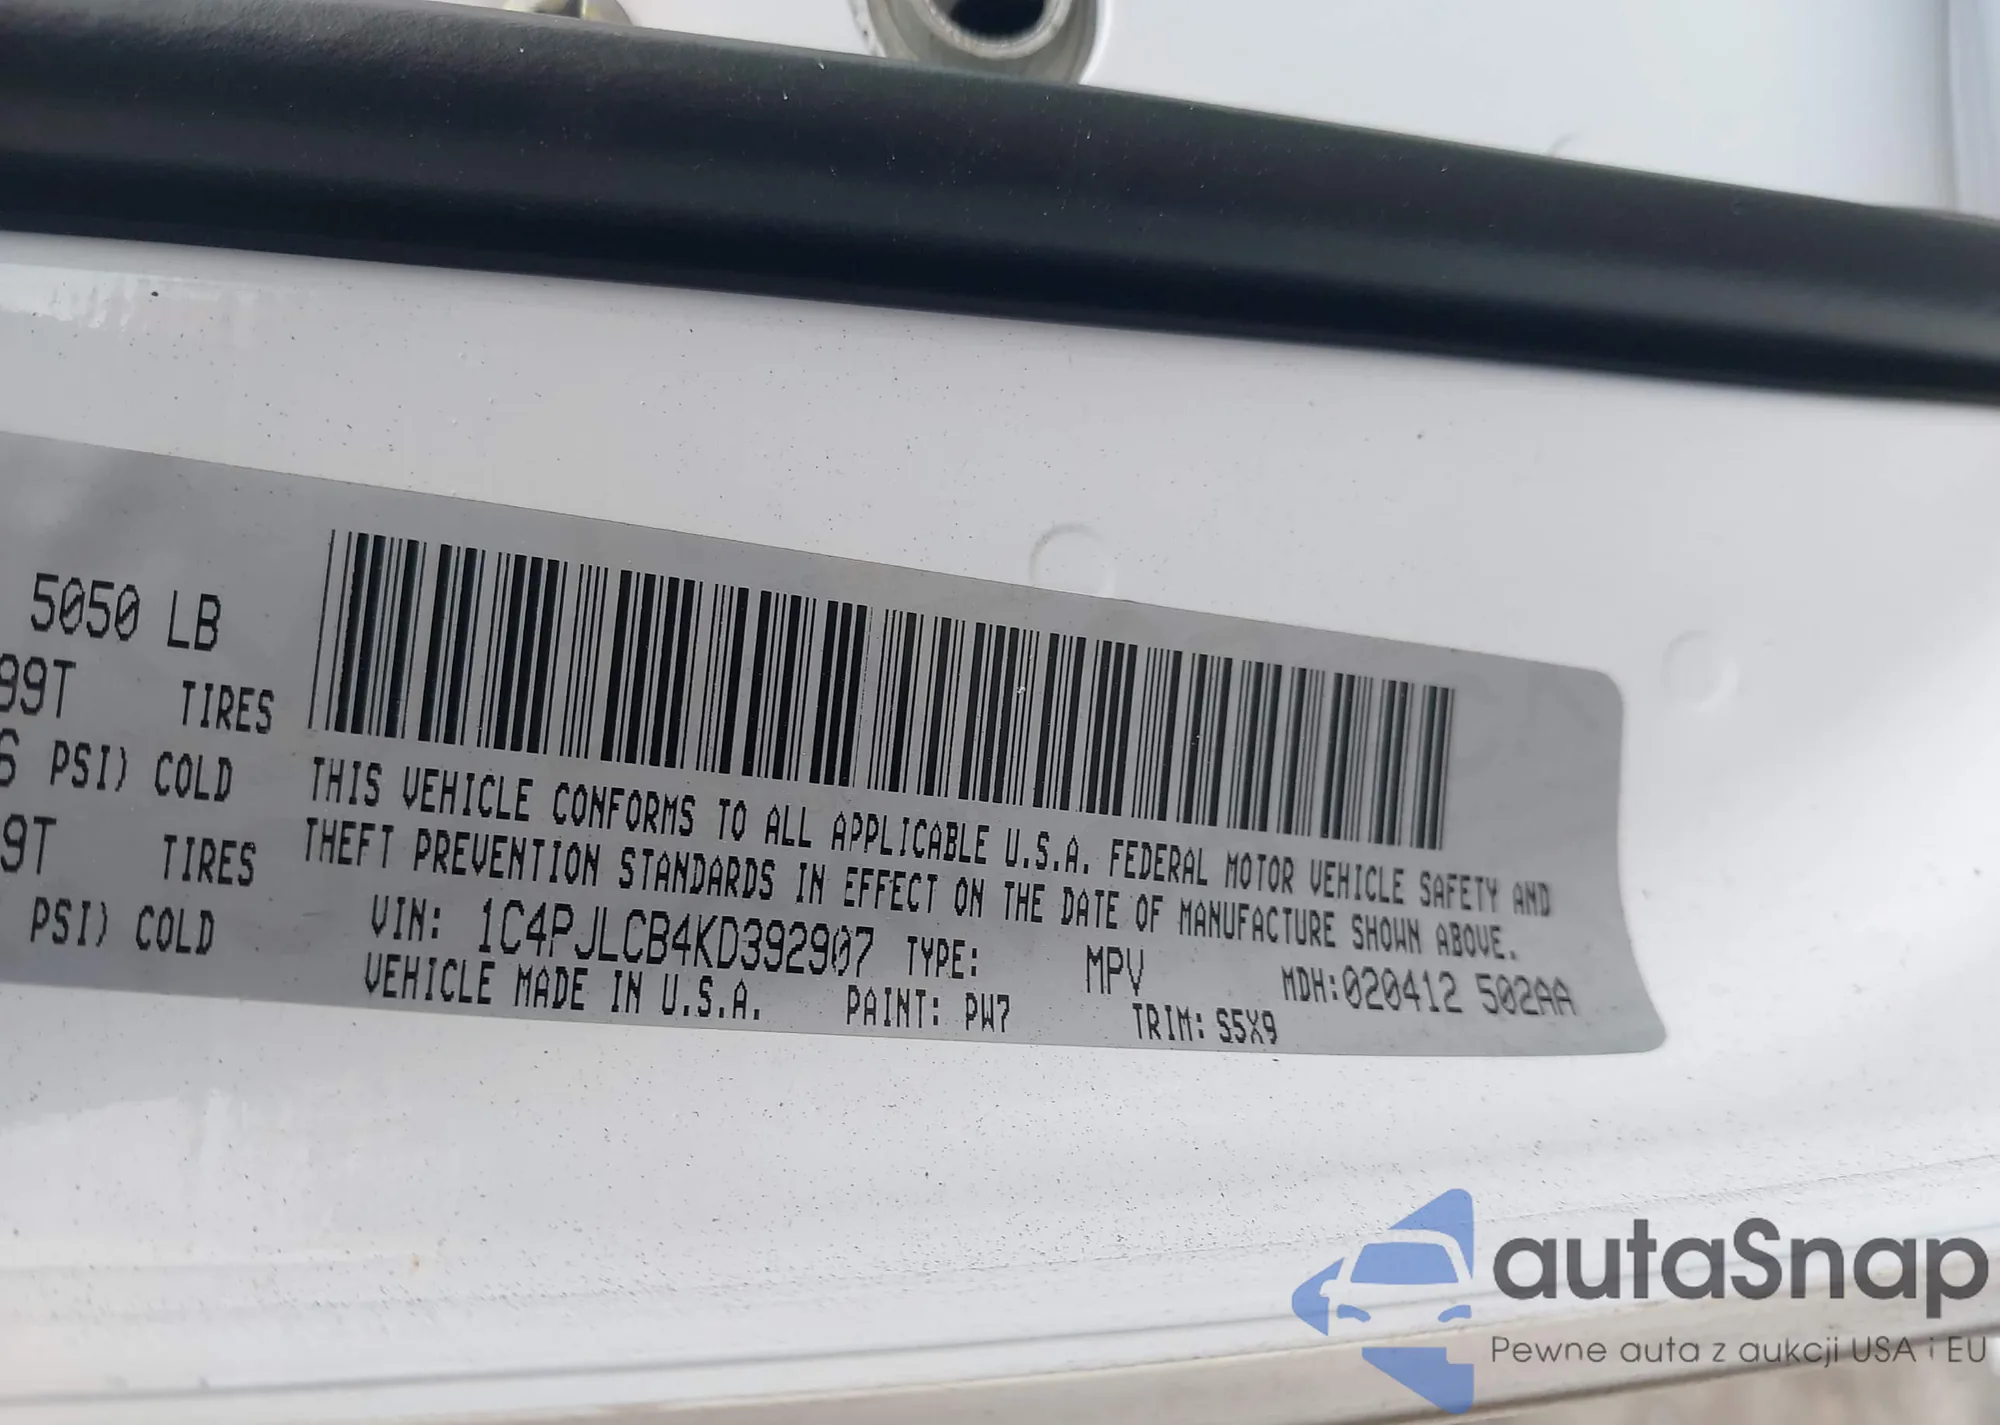 5050 LB
99T TIRES
6 PSI) COLD
9T TIRES
PSI) COLD
THIS VEHICLE CONFORMS TO ALL APPLICABLE U.S.A. FEDERAL MOTOR VEHICLE SAFETY AND
THEFT PREVENTION STANDARDS IN EFFECT ON THE DATE OF MANUFACTURE SHOWN ABOVE.
VIN: 1C4PJLCB4KD392907 TYPE: MPV MDH:020412 502AA
VEHICLE MADE IN U.S.A. PAINT: PW7 TRIM: S5X9
autaSnap
Pewne auta z aukcji USA i EU